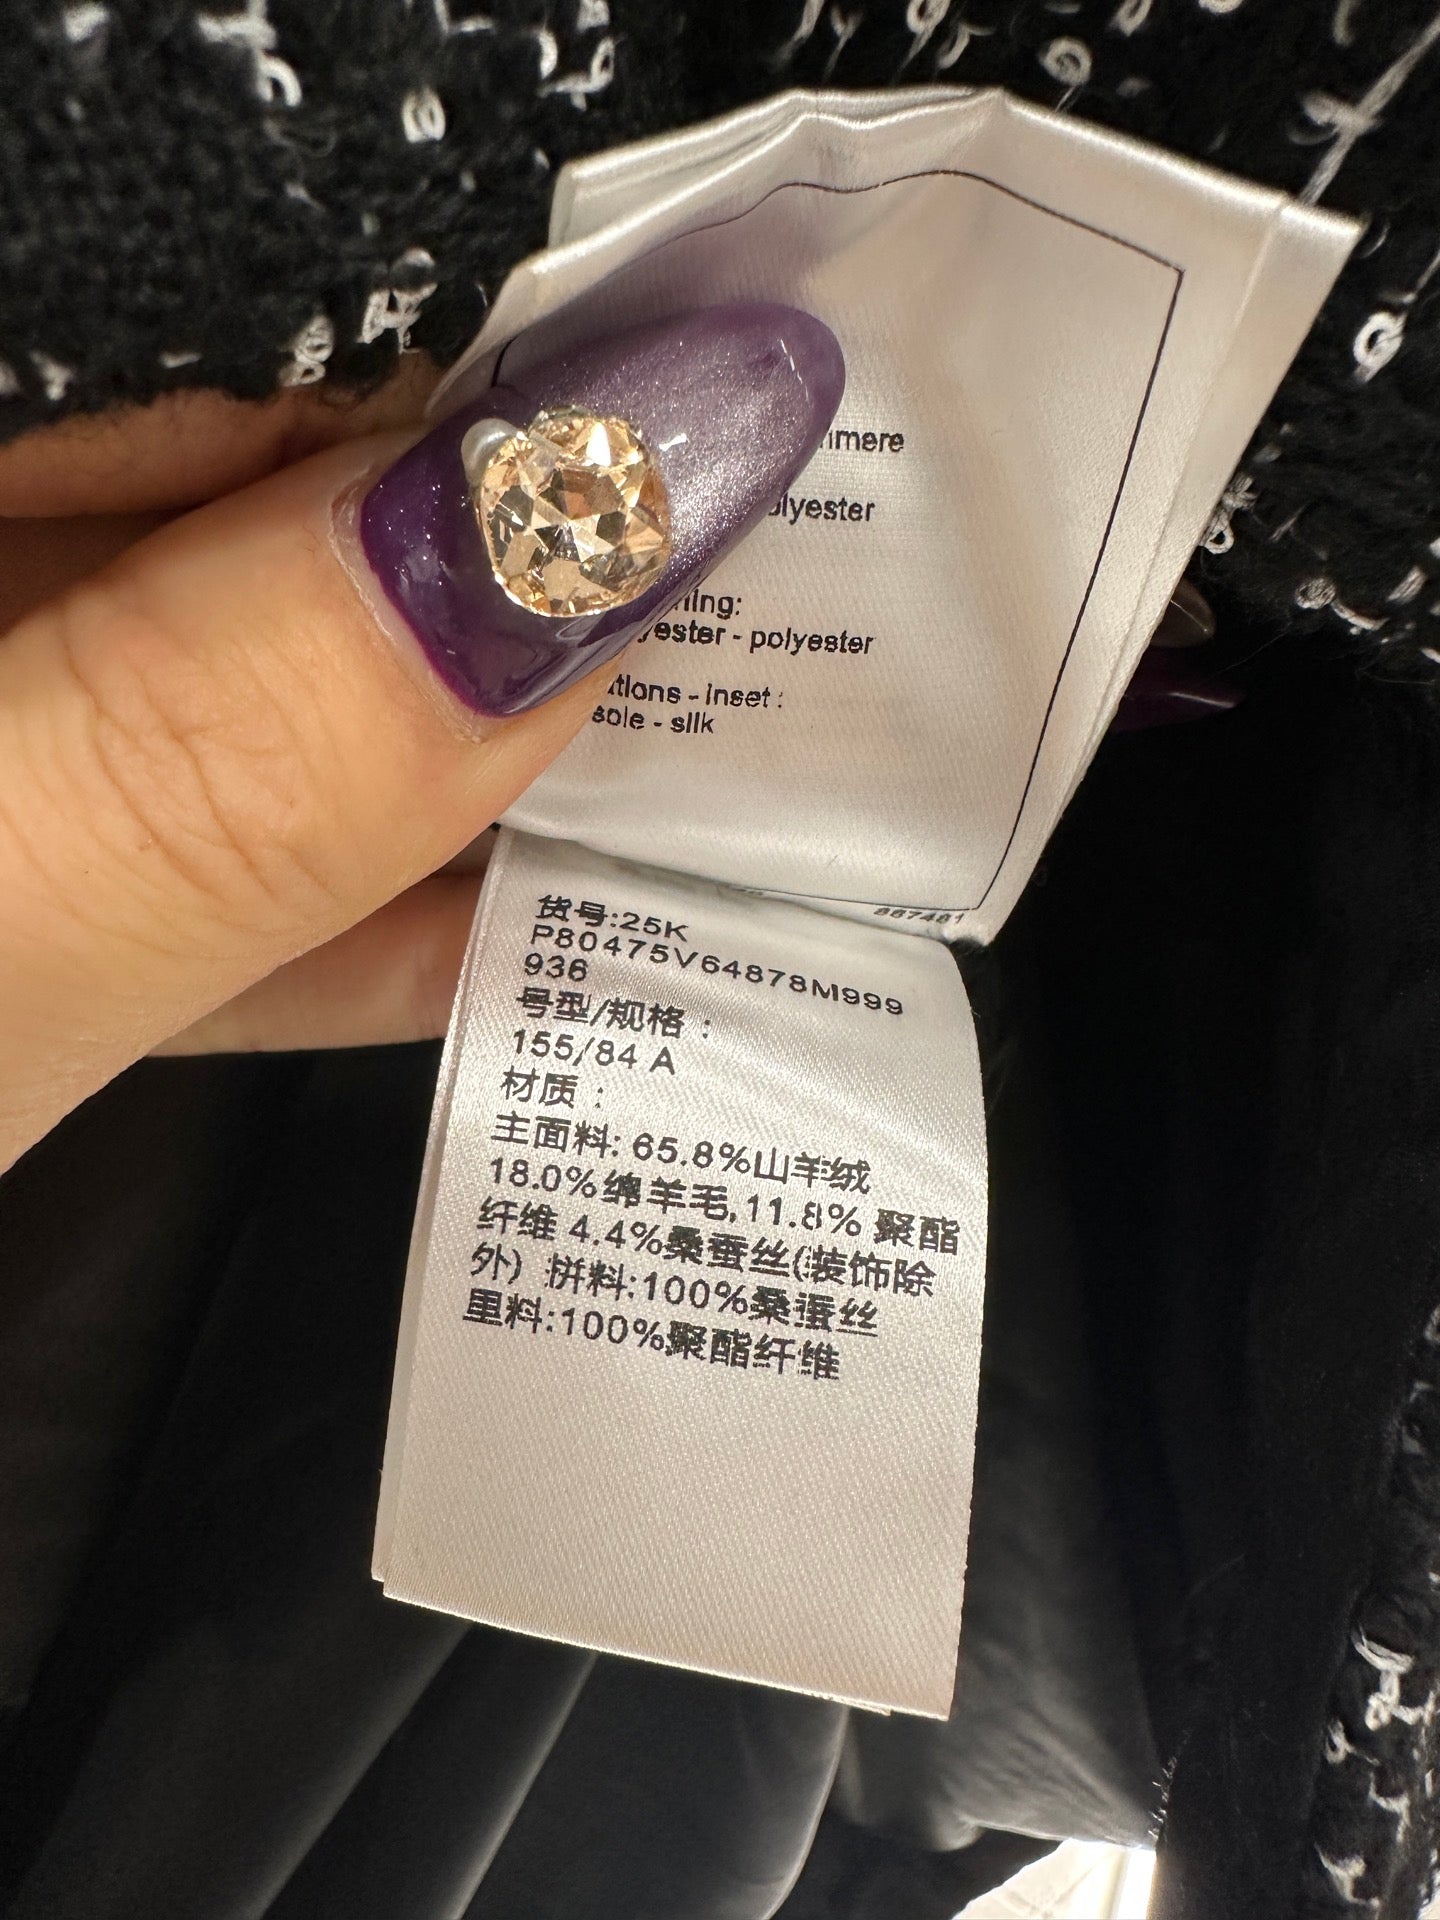 polyester
ning:
yester - polyester
ations - inset :
sole - silk
887481
货号:25K
P80475V64878M999
936
号型/规格：
155/84 A
材质：
主面料: 65.8%山羊绒
18.0%绵羊毛,11.8% 聚酯
纤维 4.4%桑蚕丝(装饰除
外) 拼料:100%桑蚕丝
里料:100%聚酯纤维